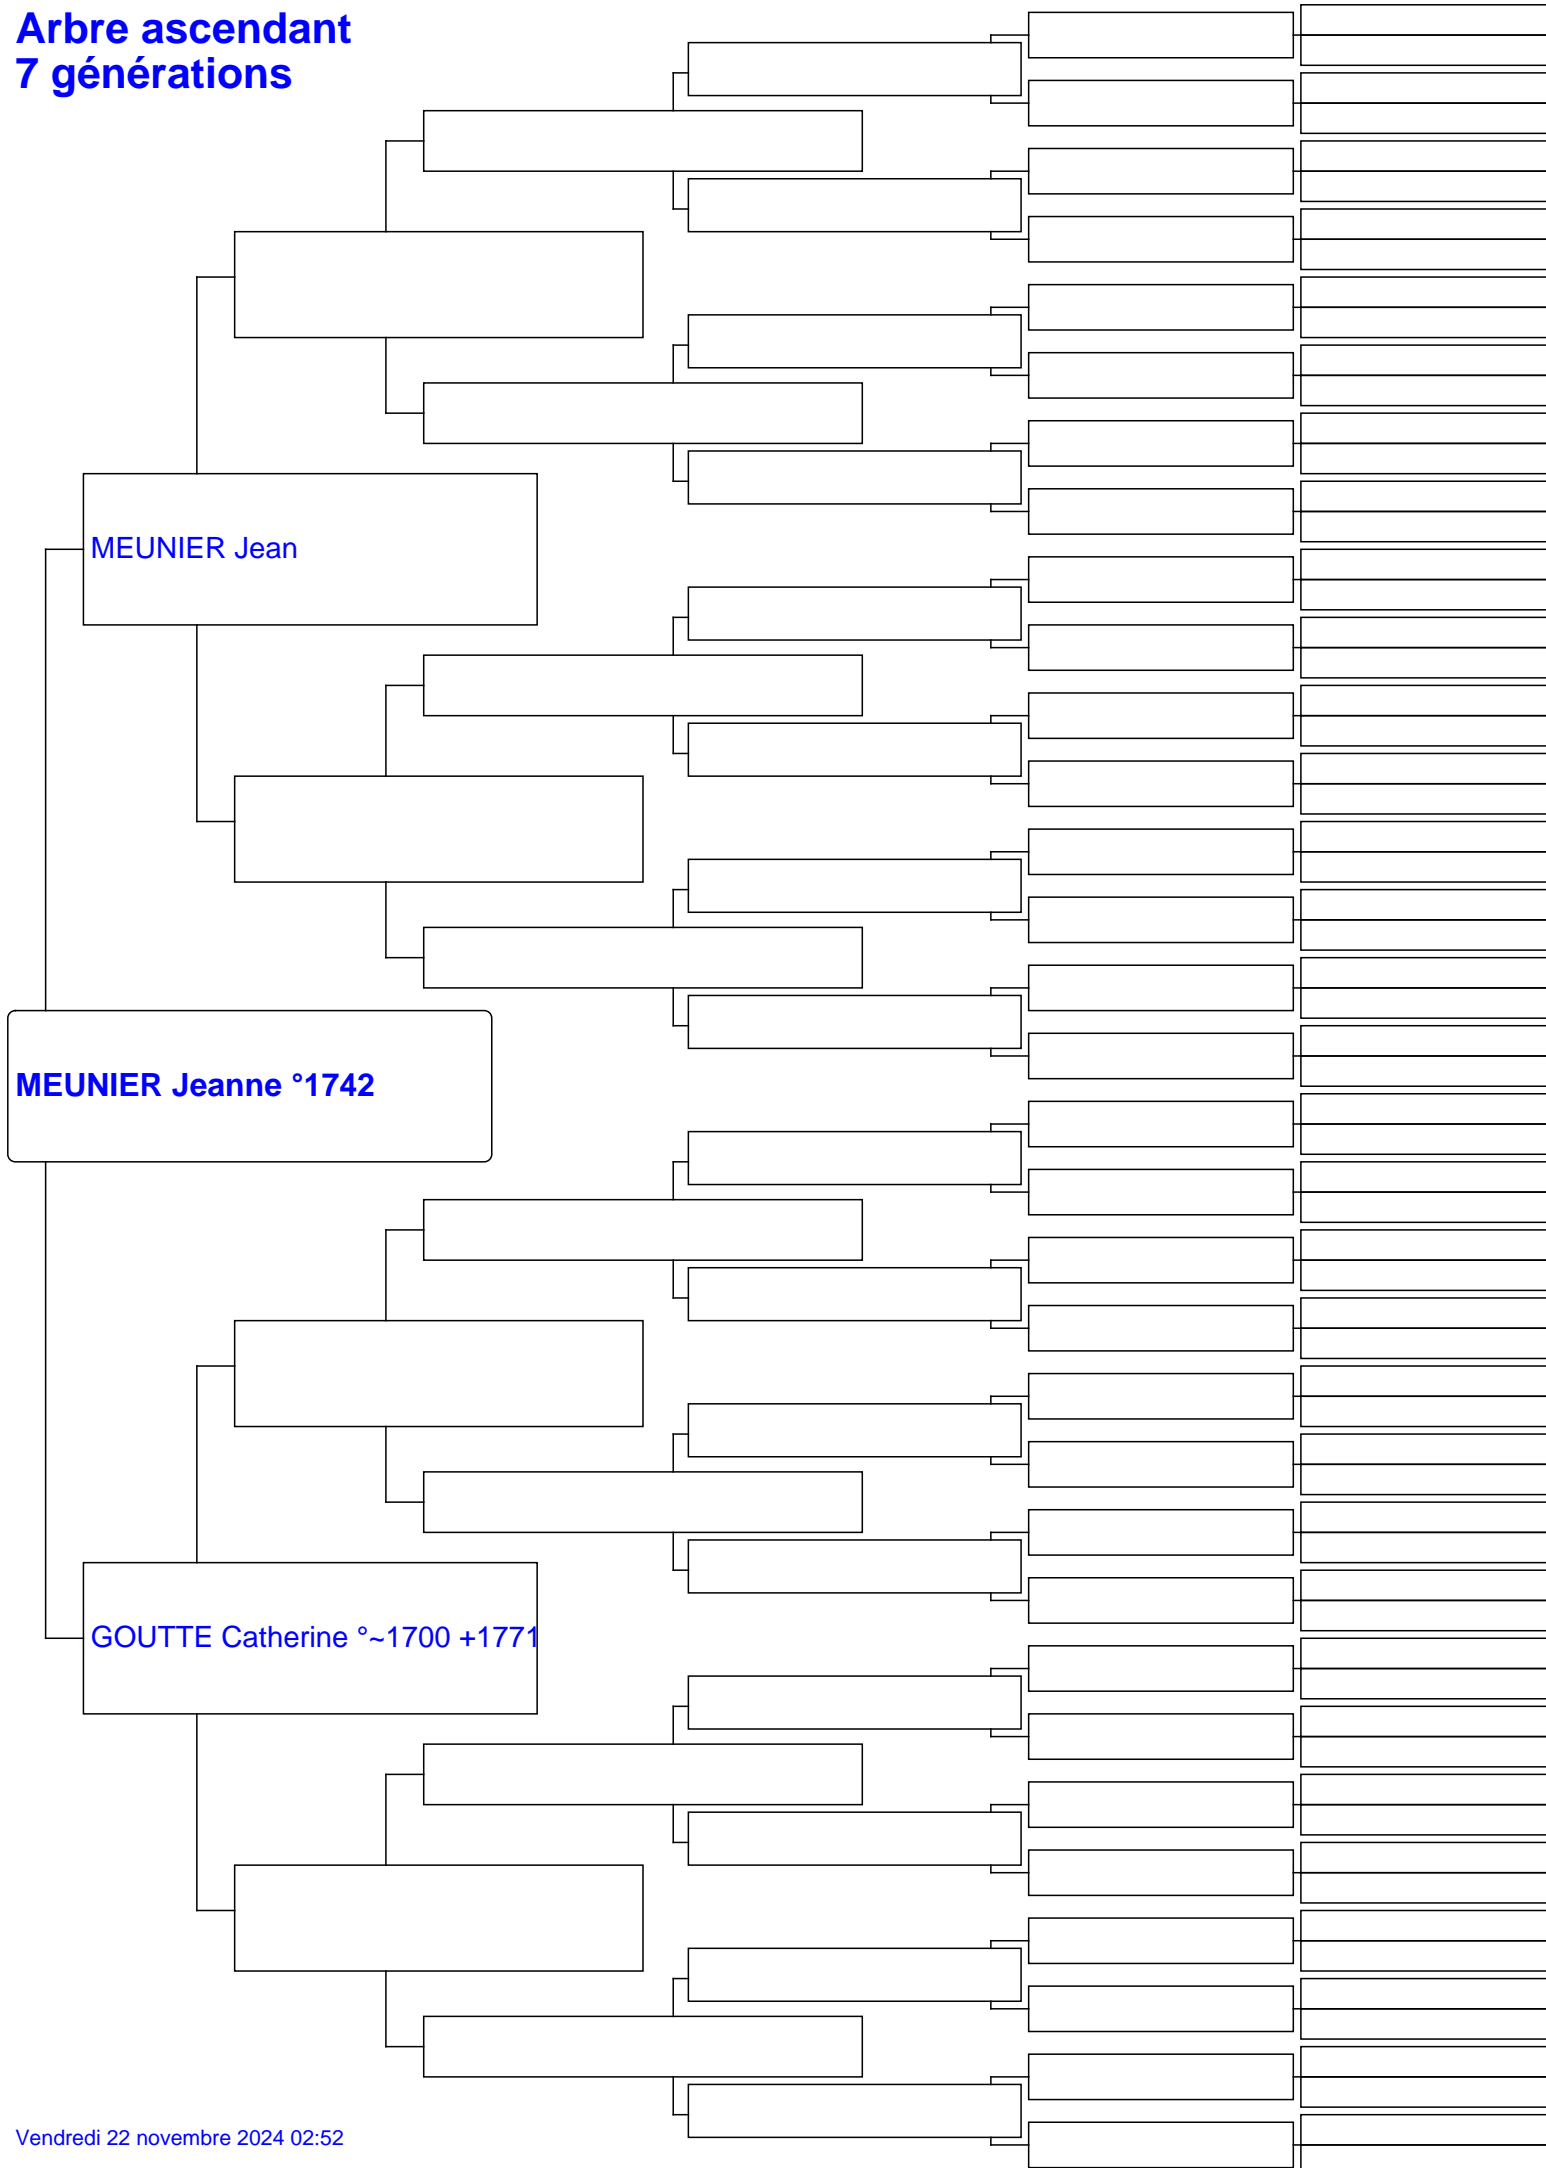 Arbre ascendant
7 générations
MEUNIER Jean
MEUNIER Jeanne °1742
GOUTTE Catherine °~1700 +1771
Vendredi 22 novembre 2024 02:52